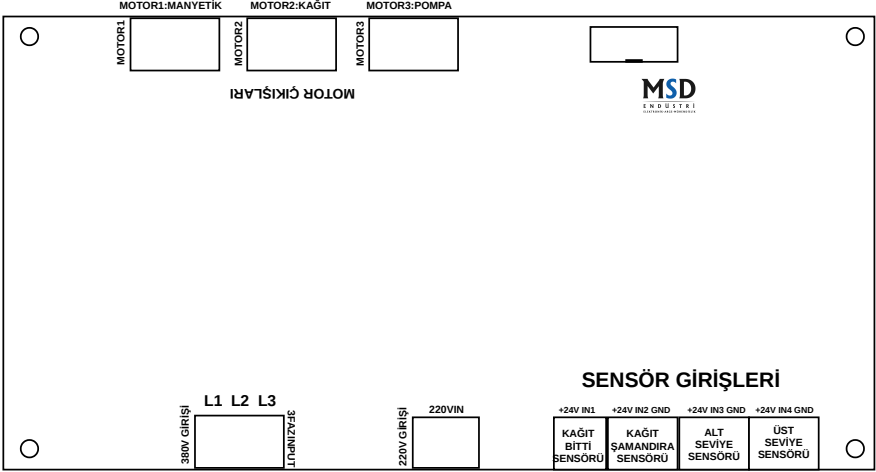 MOTOR1:MANYETİK
MOTOR2:KAĞIT
MOTOR3:POMPA
MOTOR1
MOTOR2
MOTOR3
MOTOR ÇIKIŞLARI
MSD
ENDÜSTRİ
SENSÖR GİRİŞLERİ
L1 L2 L3
380V GİRİŞİ
3FAZINPUT
220V GİRİŞİ
220VIN
+24V IN1
+24V IN2 GND
+24V IN3 GND
+24V IN4 GND
KAĞIT
BİTTİ
SENSÖRÜ
KAĞIT
ŞAMANDIRA
SENSÖRÜ
ALT
SEVİYE
SENSÖRÜ
ÜST
SEVİYE
SENSÖRÜ